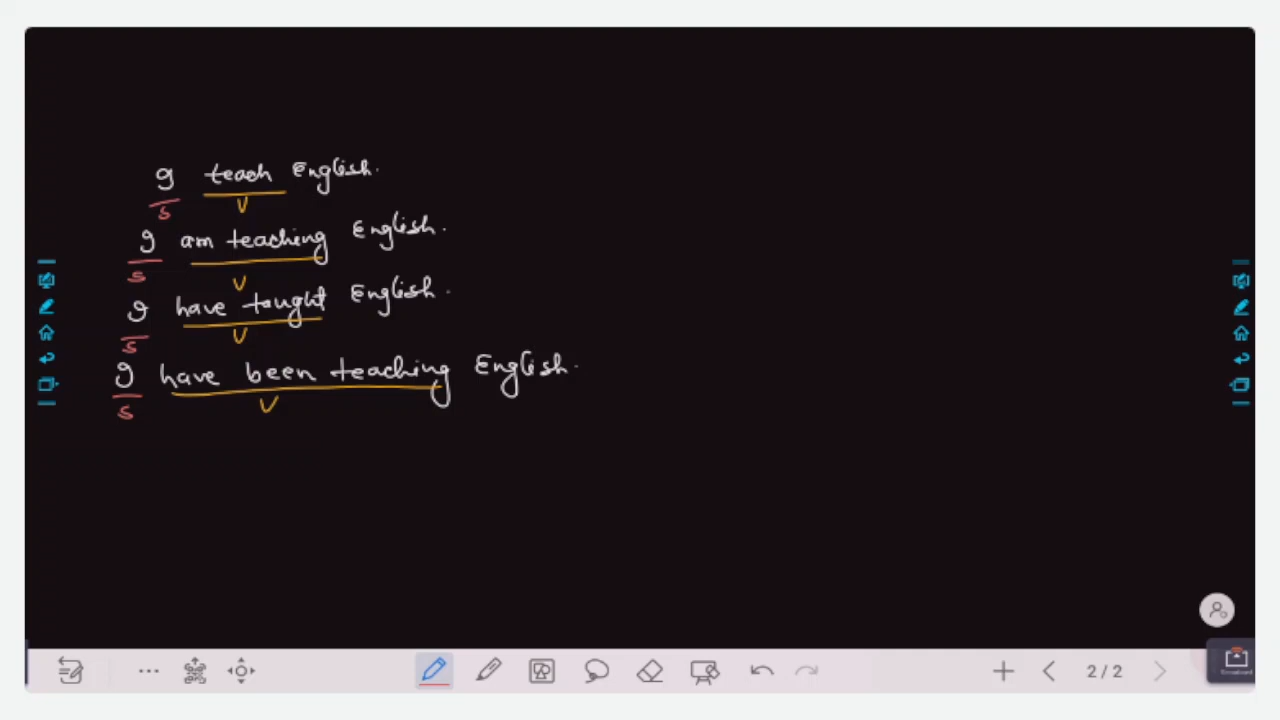 I teach English.
S V
I am teaching English.
S V
I have taught English.
S V
I have been teaching English.
S V
2/2